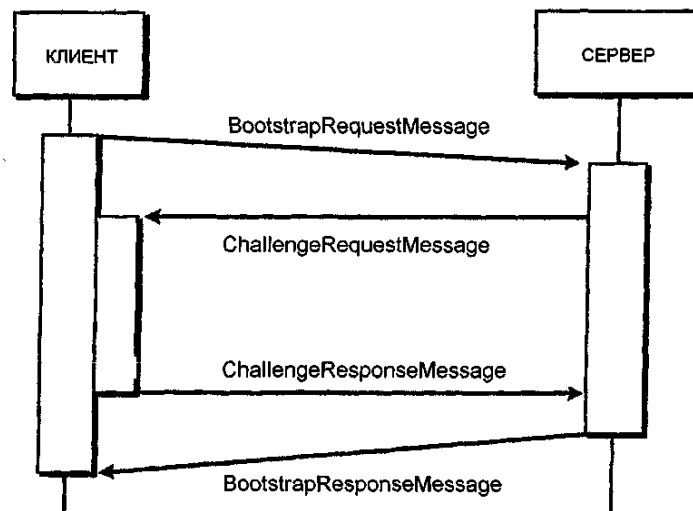 КЛИЕНТ
СЕРВЕР
BootstrapRequestMessage
ChallengeRequestMessage
ChallengeResponseMessage
BootstrapResponseMessage